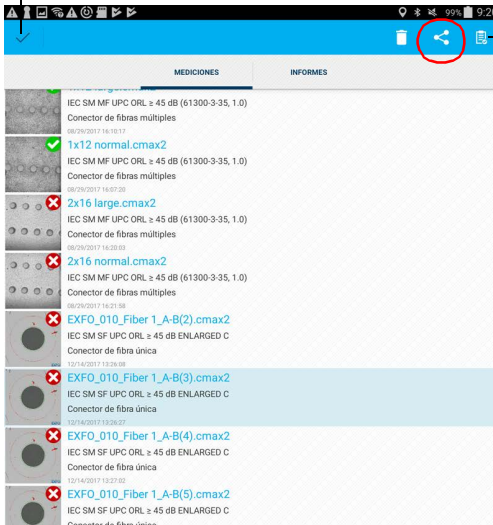 99% 9:20
MEDICIONES INFORMES
IEC SM MF UPC ORL ≥ 45 dB (61300-3-35, 1.0)
Conector de fibras múltiples
08/29/2017 16:10:17
1x12 normal.cmax2
IEC SM MF UPC ORL ≥ 45 dB (61300-3-35, 1.0)
Conector de fibras múltiples
08/29/2017 16:07:20
2x16 large.cmax2
IEC SM MF UPC ORL ≥ 45 dB (61300-3-35, 1.0)
Conector de fibras múltiples
08/29/2017 16:20:03
2x16 normal.cmax2
IEC SM MF UPC ORL ≥ 45 dB (61300-3-35, 1.0)
Conector de fibras múltiples
08/29/2017 16:21:58
EXFO_010_Fiber 1_A-B(2).cmax2
IEC SM SF UPC ORL ≥ 45 dB ENLARGED C
Conector de fibra única
12/14/2017 13:26:08
EXFO_010_Fiber 1_A-B(3).cmax2
IEC SM SF UPC ORL ≥ 45 dB ENLARGED C
Conector de fibra única
12/14/2017 13:26:27
EXFO_010_Fiber 1_A-B(4).cmax2
IEC SM SF UPC ORL ≥ 45 dB ENLARGED C
Conector de fibra única
12/14/2017 13:27:02
EXFO_010_Fiber 1_A-B(5).cmax2
IEC SM SF UPC ORL ≥ 45 dB ENLARGED C
Conector de fibra única